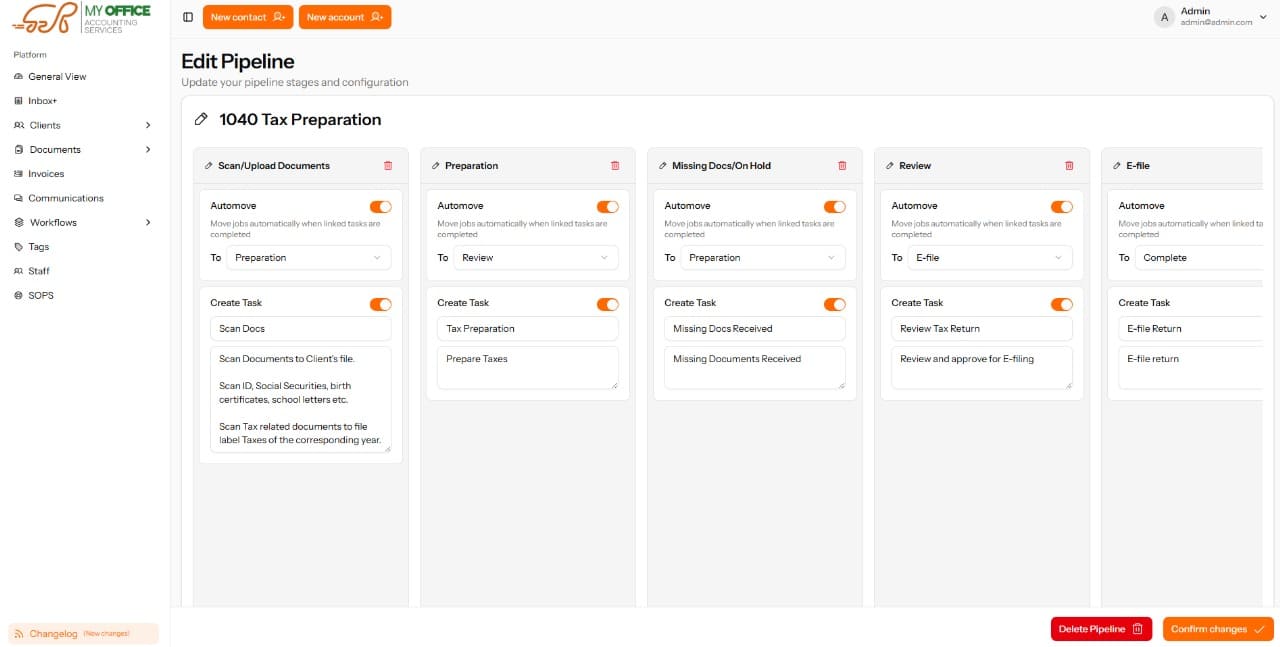 MY OFFICE
ACCOUNTING
SERVICES
Platform
General View
Inbox+
Clients
Documents
Invoices
Communications
Workflows
Tags
Staff
SOPS
Changelog (New changes)
New contact
New account
A
Admin
admin@admin.com
Edit Pipeline
Update your pipeline stages and configuration
1040 Tax Preparation
Scan/Upload Documents
Automove
Move jobs automatically when linked tasks are
completed
To Preparation
Create Task
Scan Docs
Scan Documents to Client's file.
Scan ID, Social Securities, birth
certificates, school letters etc.
Scan Tax related documents to file
label Taxes of the corresponding year.
Preparation
Automove
Move jobs automatically when linked tasks are
completed
To Review
Create Task
Tax Preparation
Prepare Taxes
Missing Docs/On Hold
Automove
Move jobs automatically when linked tasks are
completed
To Preparation
Create Task
Missing Docs Received
Missing Documents Received
Review
Automove
Move jobs automatically when linked tasks are
completed
To E-file
Create Task
Review Tax Return
Review and approve for E-filing
E-file
Automove
Move jobs automatically when linked ta
completed
To Complete
Create Task
E-file Return
E-file return
Delete Pipeline
Confirm changes